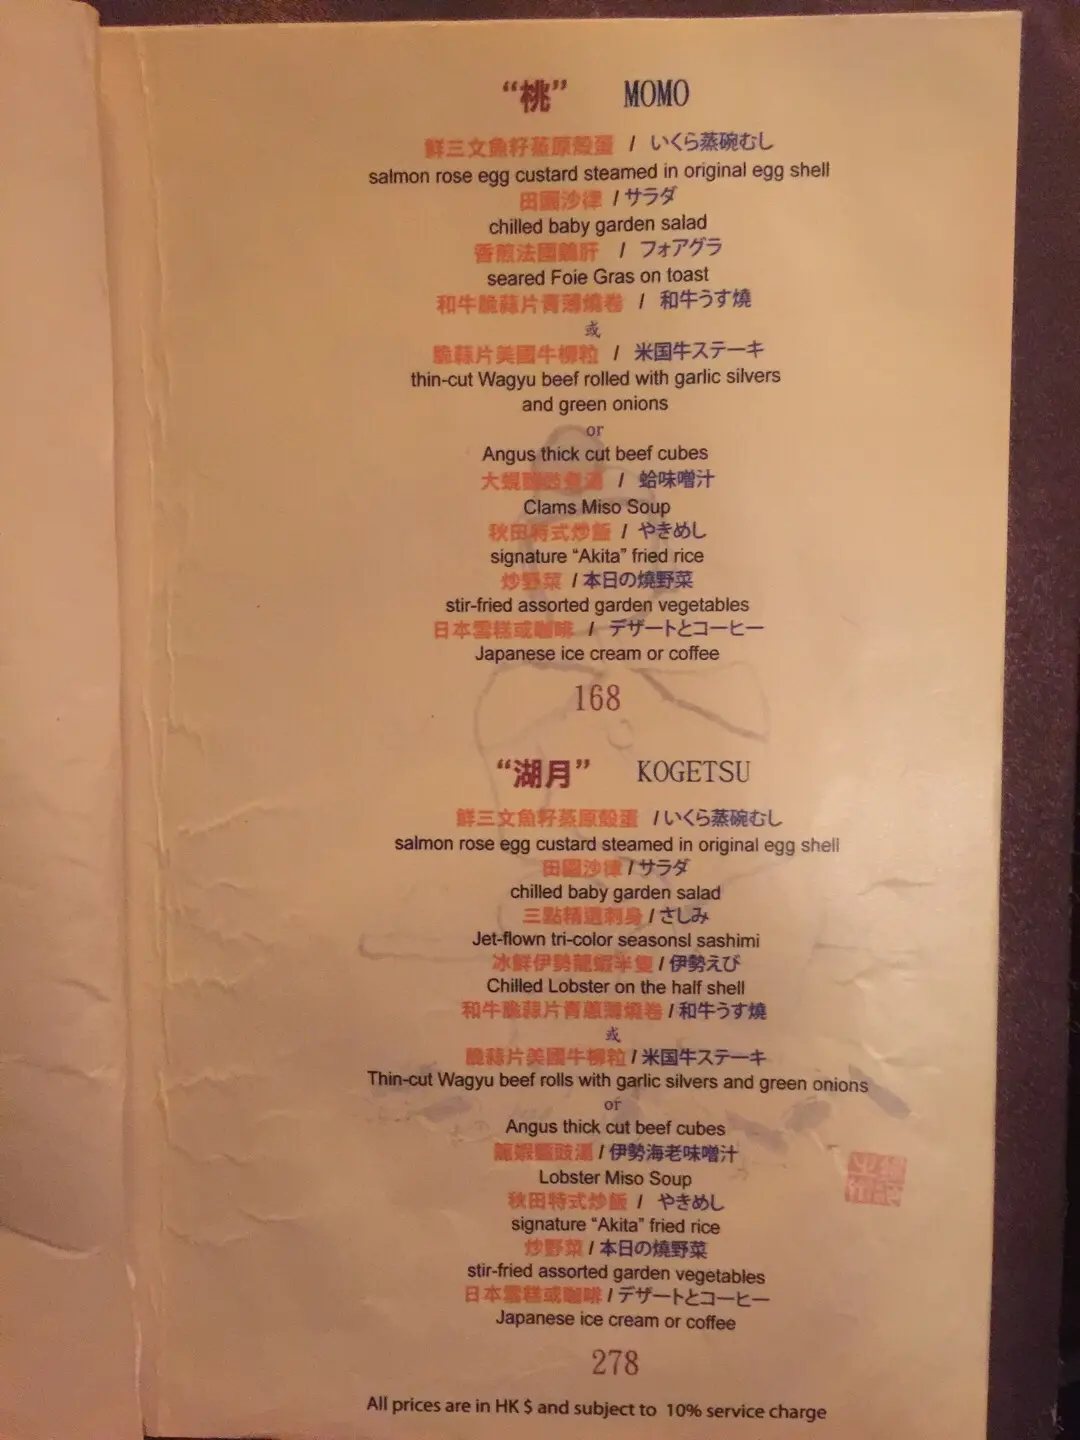 “桃” MOMO
鮮三文魚籽蒸原殼蛋 / いくら蒸碗むし
salmon rose egg custard steamed in original egg shell
田園沙律 / サラダ
chilled baby garden salad
香煎法國鵝肝 / フォアグラ
seared Foie Gras on toast
和牛脆蒜片青薄燒卷 / 和牛うす燒
或
脆蒜片美國牛柳粒 / 米国牛ステーキ
thin-cut Wagyu beef rolled with garlic silvers
and green onions
or
Angus thick cut beef cubes
大蜆麵豉煮湯 / 蛤味噌汁
Clams Miso Soup
秋田特式炒飯 / やきめし
signature “Akita” fried rice
炒野菜 / 本日の燒野菜
stir-fried assorted garden vegetables
日本雪糕或咖啡 / デザートとコーヒー
Japanese ice cream or coffee
168
“湖月” KOGETSU
鮮三文魚籽蒸原殼蛋 / いくら蒸碗むし
salmon rose egg custard steamed in original egg shell
田園沙律 / サラダ
chilled baby garden salad
三點精選刺身 / さしみ
Jet-flown tri-color seasonsl sashimi
冰鮮伊勢龍蝦半隻 / 伊勢えび
Chilled Lobster on the half shell
和牛脆蒜片青蔥薄燒卷 / 和牛うす燒
或
脆蒜片美國牛柳粒 / 米国牛ステーキ
Thin-cut Wagyu beef rolls with garlic silvers and green onions
or
Angus thick cut beef cubes
龍蝦麵豉湯 / 伊勢海老味噌汁
Lobster Miso Soup
秋田特式炒飯 / やきめし
signature “Akita” fried rice
炒野菜 / 本日の燒野菜
stir-fried assorted garden vegetables
日本雪糕或咖啡 / デザートとコーヒー
Japanese ice cream or coffee
278
All prices are in HK $ and subject to 10% service charge